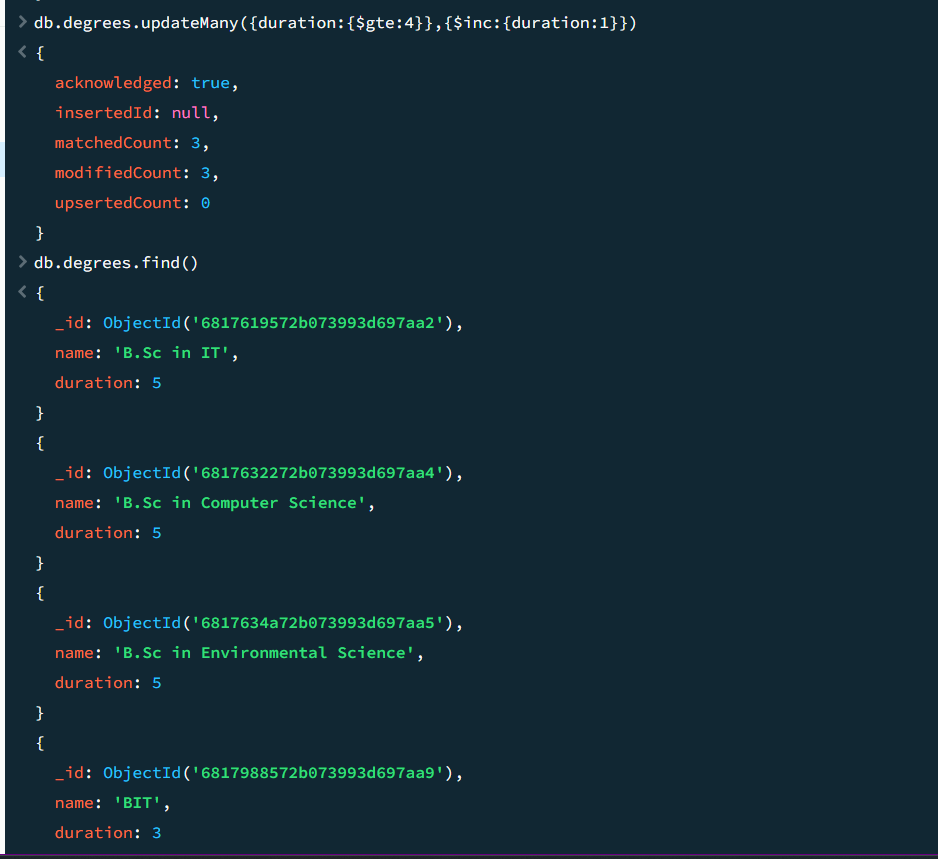 > db.degrees.updateMany({duration:{$gte:4}},{$inc:{duration:1}})
< {
acknowledged: true,
insertedId: null,
matchedCount: 3,
modifiedCount: 3,
upsertedCount: 0
}
> db.degrees.find()
< {
_id: ObjectId('6817619572b073993d697aa2'),
name: 'B.Sc in IT',
duration: 5
}
{
_id: ObjectId('6817632272b073993d697aa4'),
name: 'B.Sc in Computer Science',
duration: 5
}
{
_id: ObjectId('6817634a72b073993d697aa5'),
name: 'B.Sc in Environmental Science',
duration: 5
}
{
_id: ObjectId('6817988572b073993d697aa9'),
name: 'BIT',
duration: 3